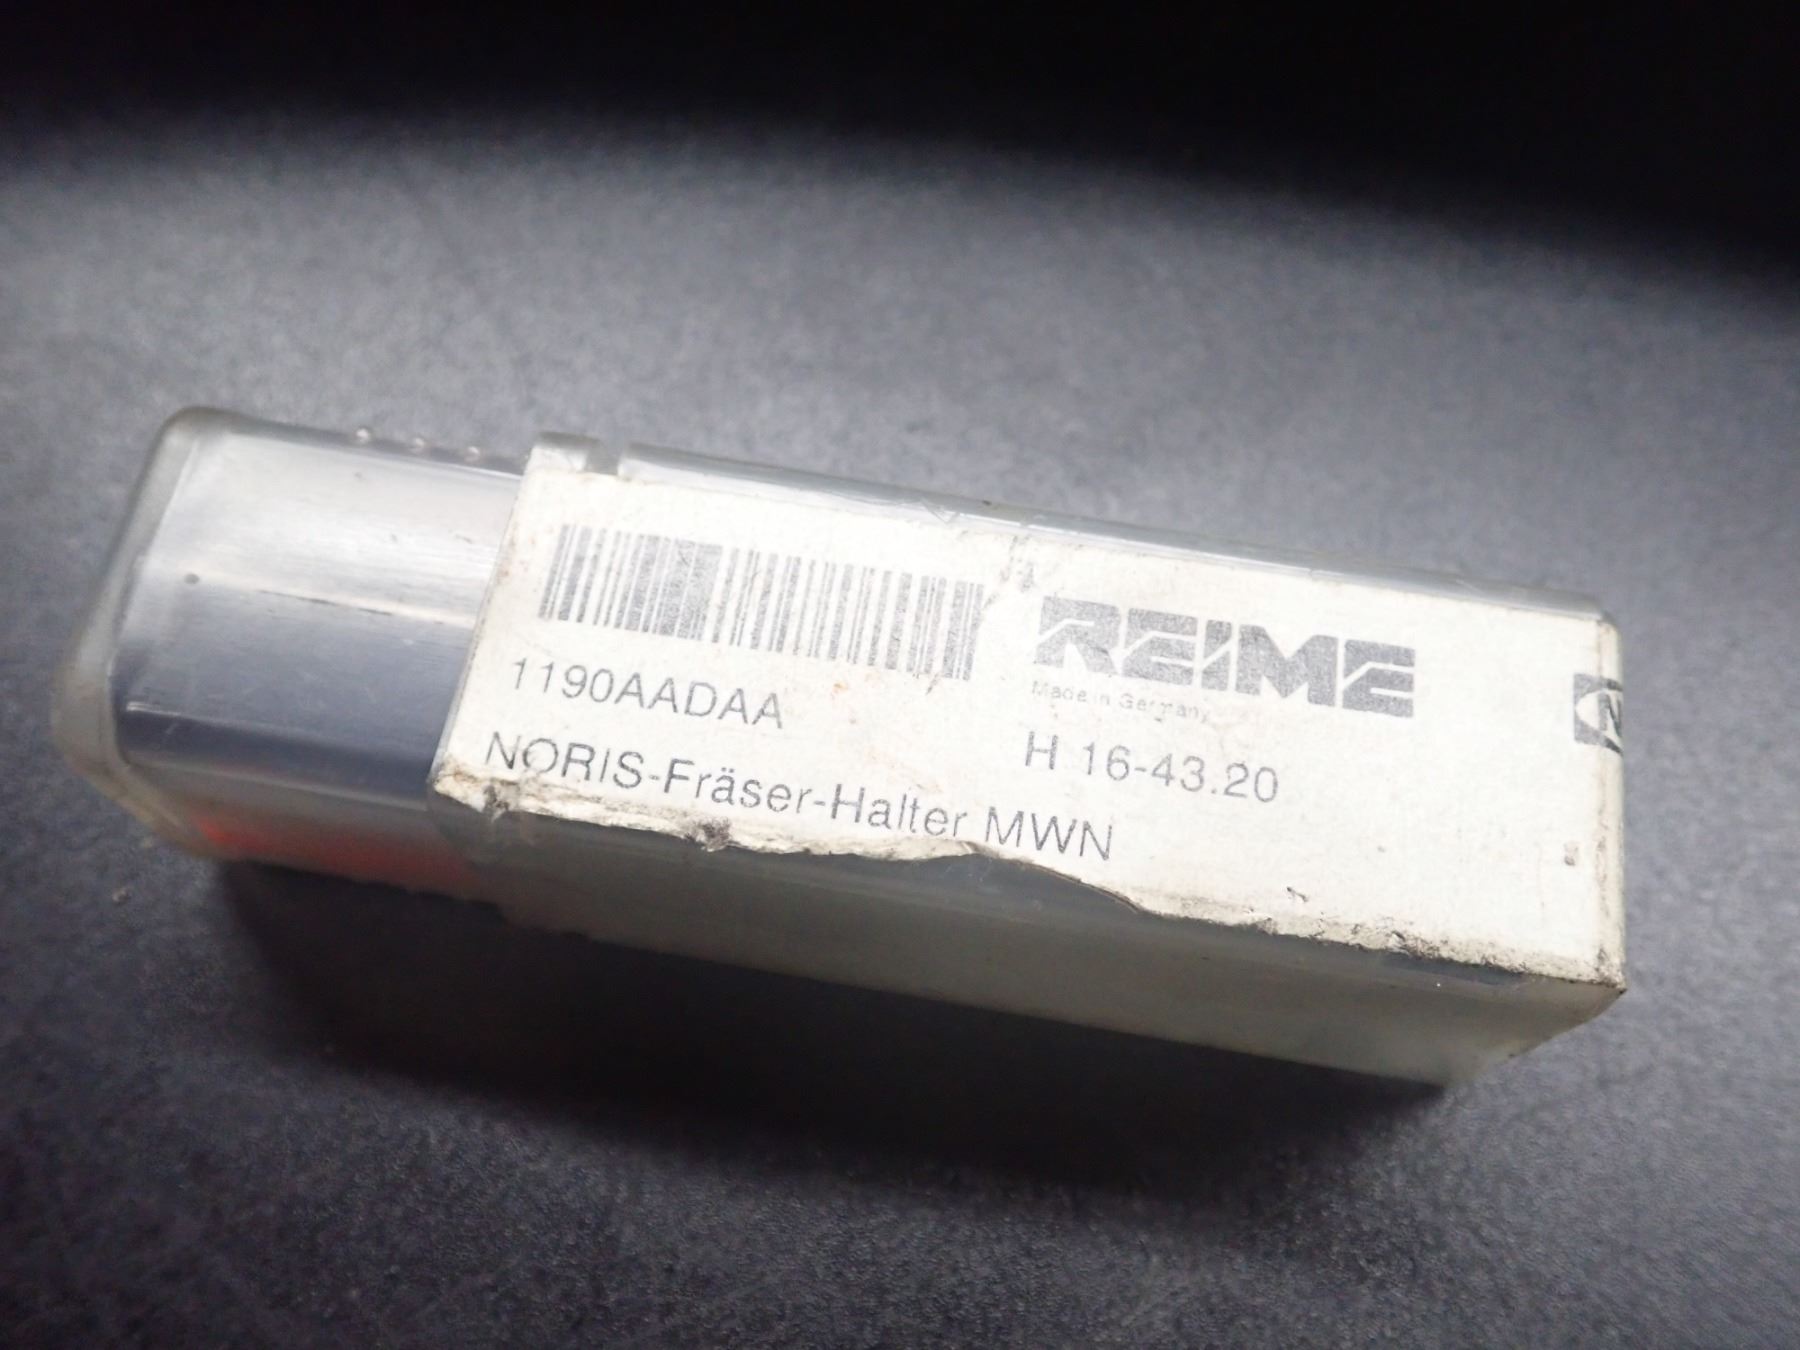 REIME
Made in Germany
1190AADAA
H 16-43.20
NORIS-Fräser-Halter MWN
N